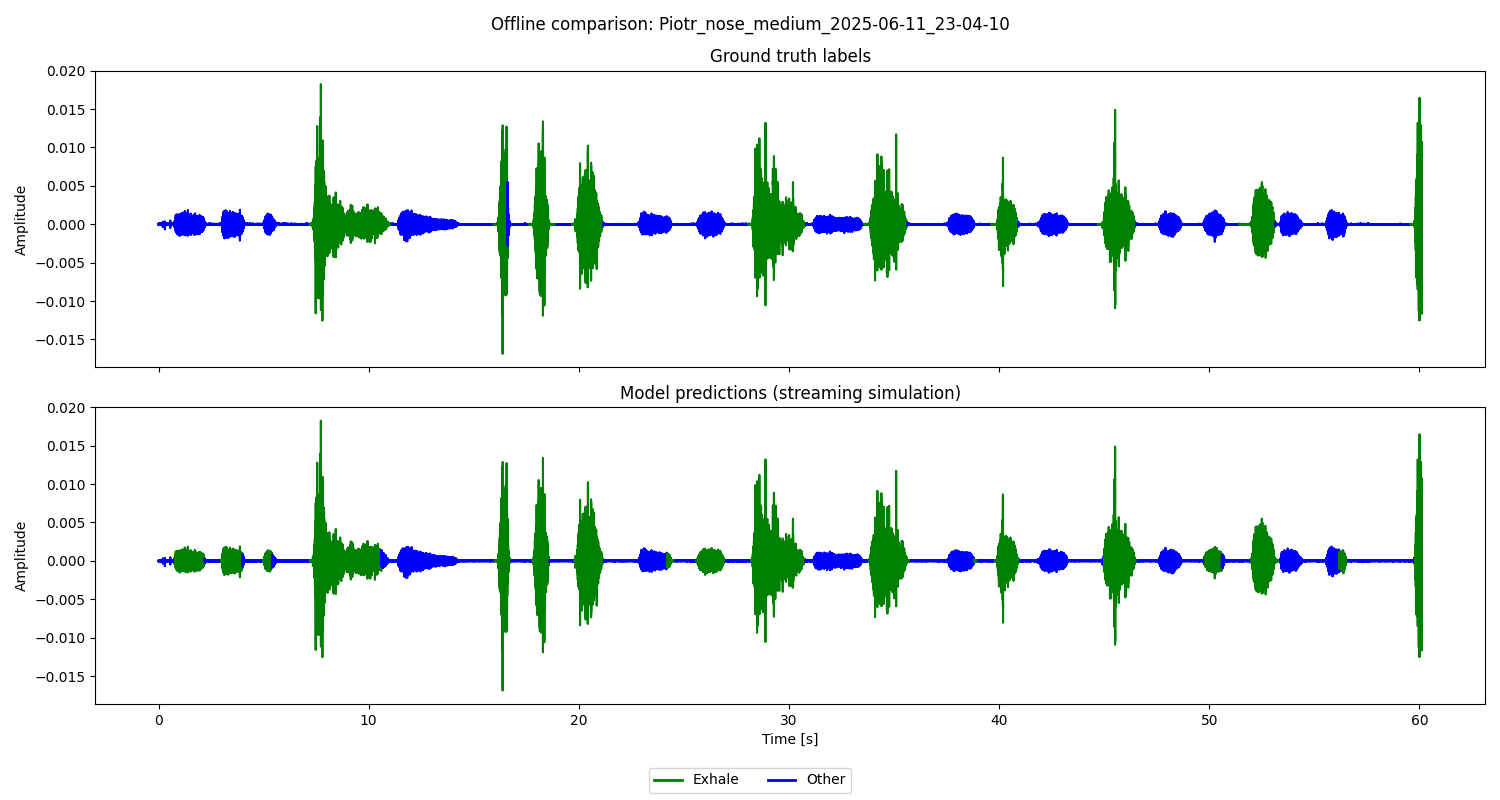 Offline comparison: Piotr_nose_medium_2025-06-11_23-04-10
Ground truth labels
0.020
0.015
0.010
0.005
0.000
−0.005
−0.010
−0.015
Amplitude
Model predictions (streaming simulation)
0.020
0.015
0.010
0.005
0.000
−0.005
−0.010
−0.015
Amplitude
0 10 20 30 40 50 60
Time [s]
Exhale Other